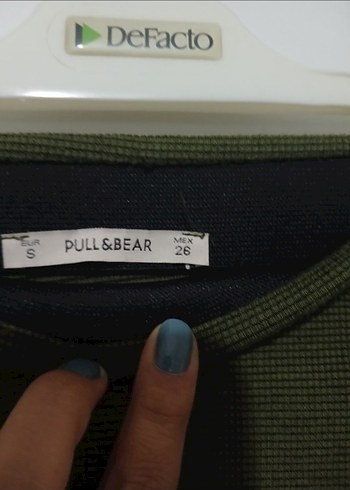 DeFacto
EUR
S
PULL&BEAR
MEX
26